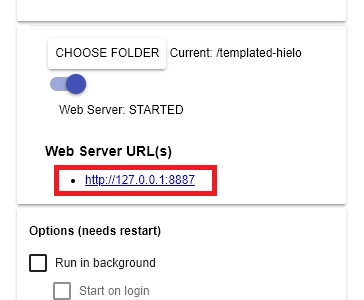 CHOOSE FOLDER Current: /templated-hielo
Web Server: STARTED
Web Server URL(s)
• http://127.0.0.1:8887
Options (needs restart)
Run in background
Start on login